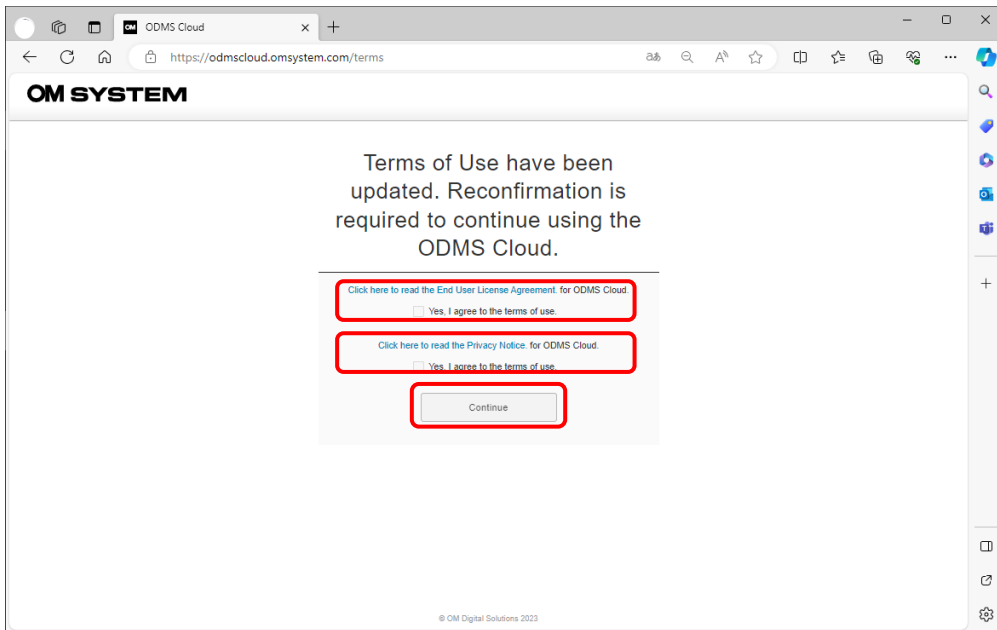 ODMS Cloud
https://odmscloud.omsystem.com/terms
OM SYSTEM
Terms of Use have been
updated. Reconfirmation is
required to continue using the
ODMS Cloud.
Click here to read the End User License Agreement. for ODMS Cloud.
Yes, I agree to the terms of use.
Click here to read the Privacy Notice. for ODMS Cloud.
Yes, I agree to the terms of use.
Continue
© OM Digital Solutions 2023